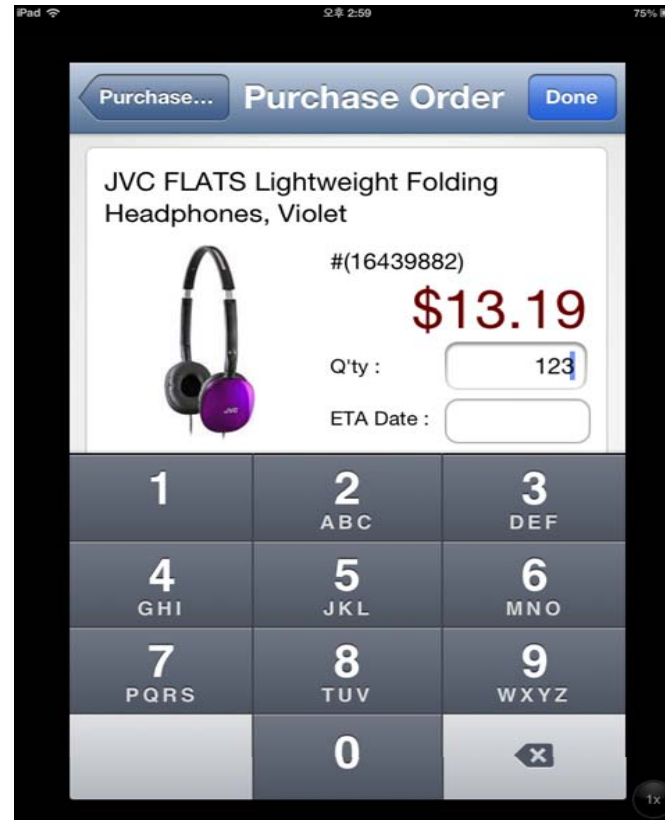 iPad 오후 2:59 75%
Purchase... Purchase Order Done
JVC FLATS Lightweight Folding
Headphones, Violet
#(16439882)
$13.19
Q'ty : 123
ETA Date :
JVC
1 2 3
ABC DEF
4 5 6
GHI JKL MNO
7 8 9
PQRS TUV WXYZ
0
1x